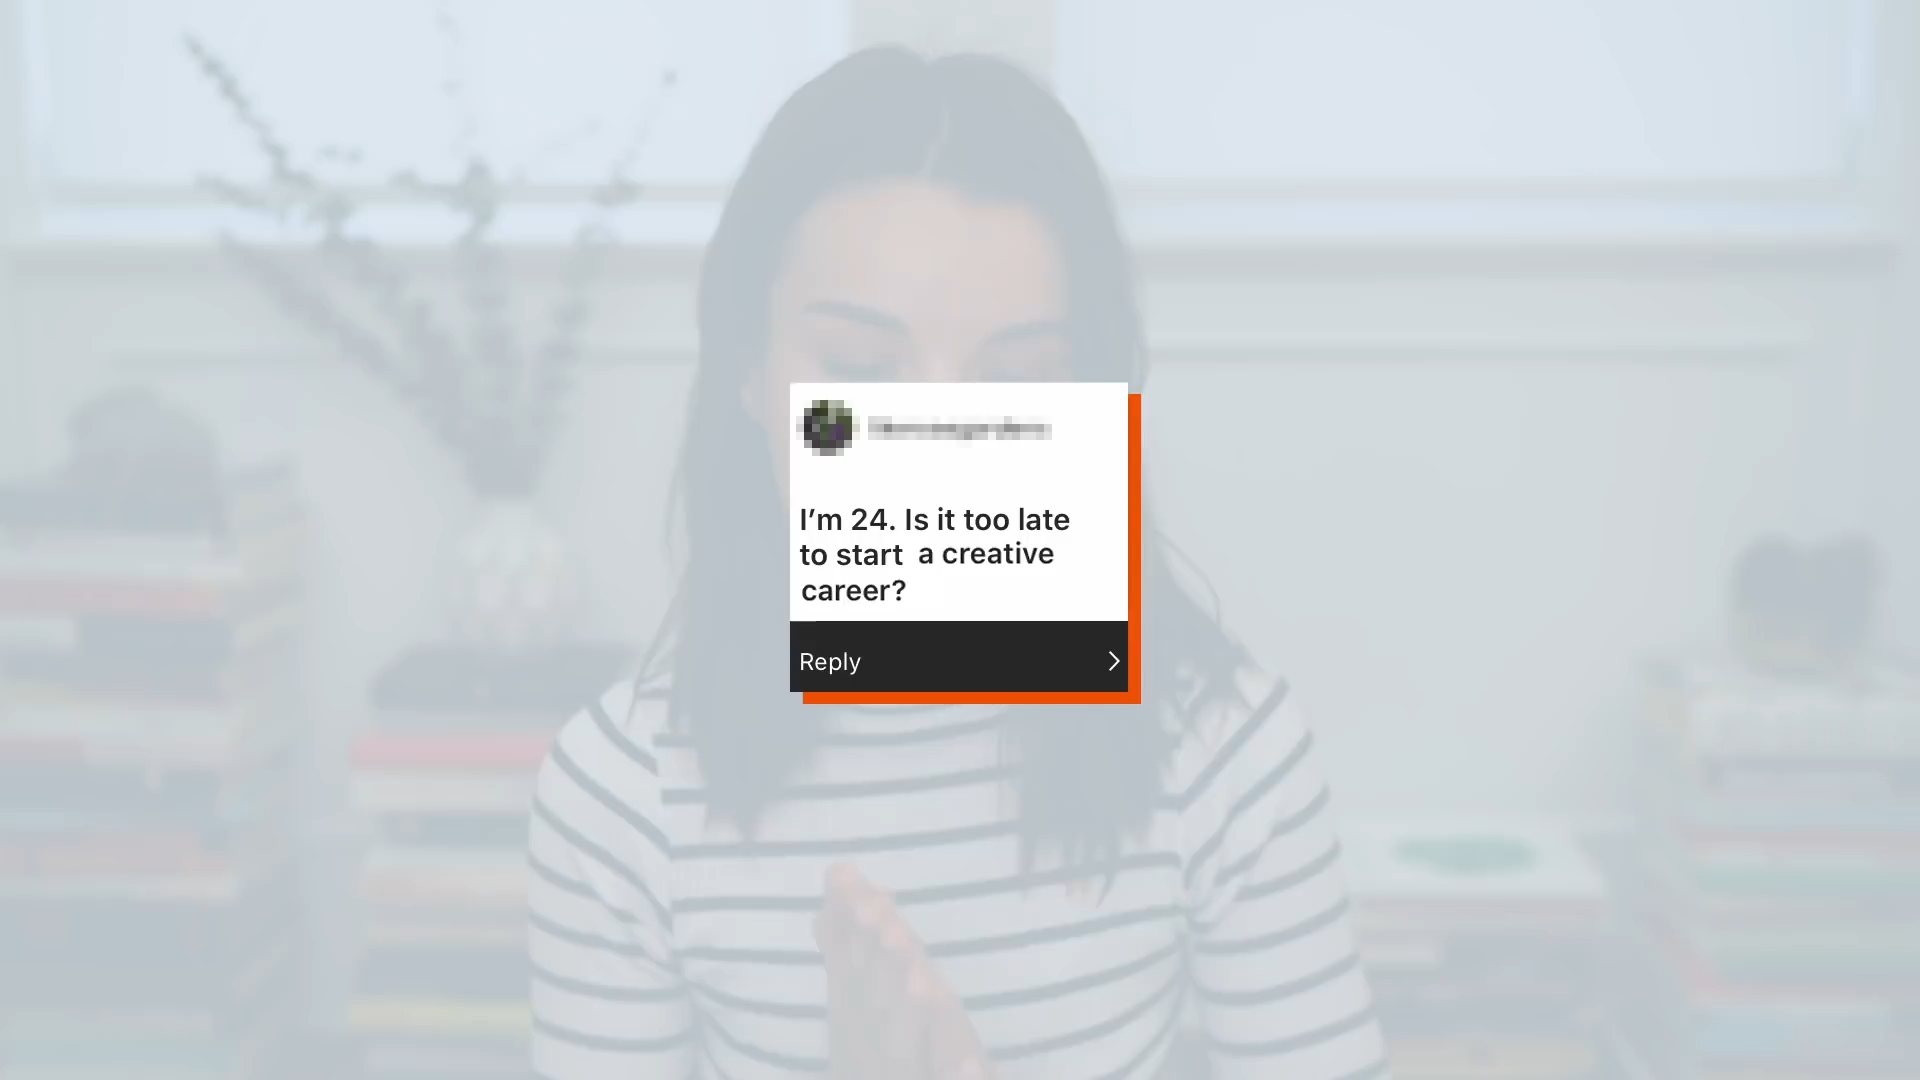 I'm 24. Is it too late
to start a creative
career?
Reply